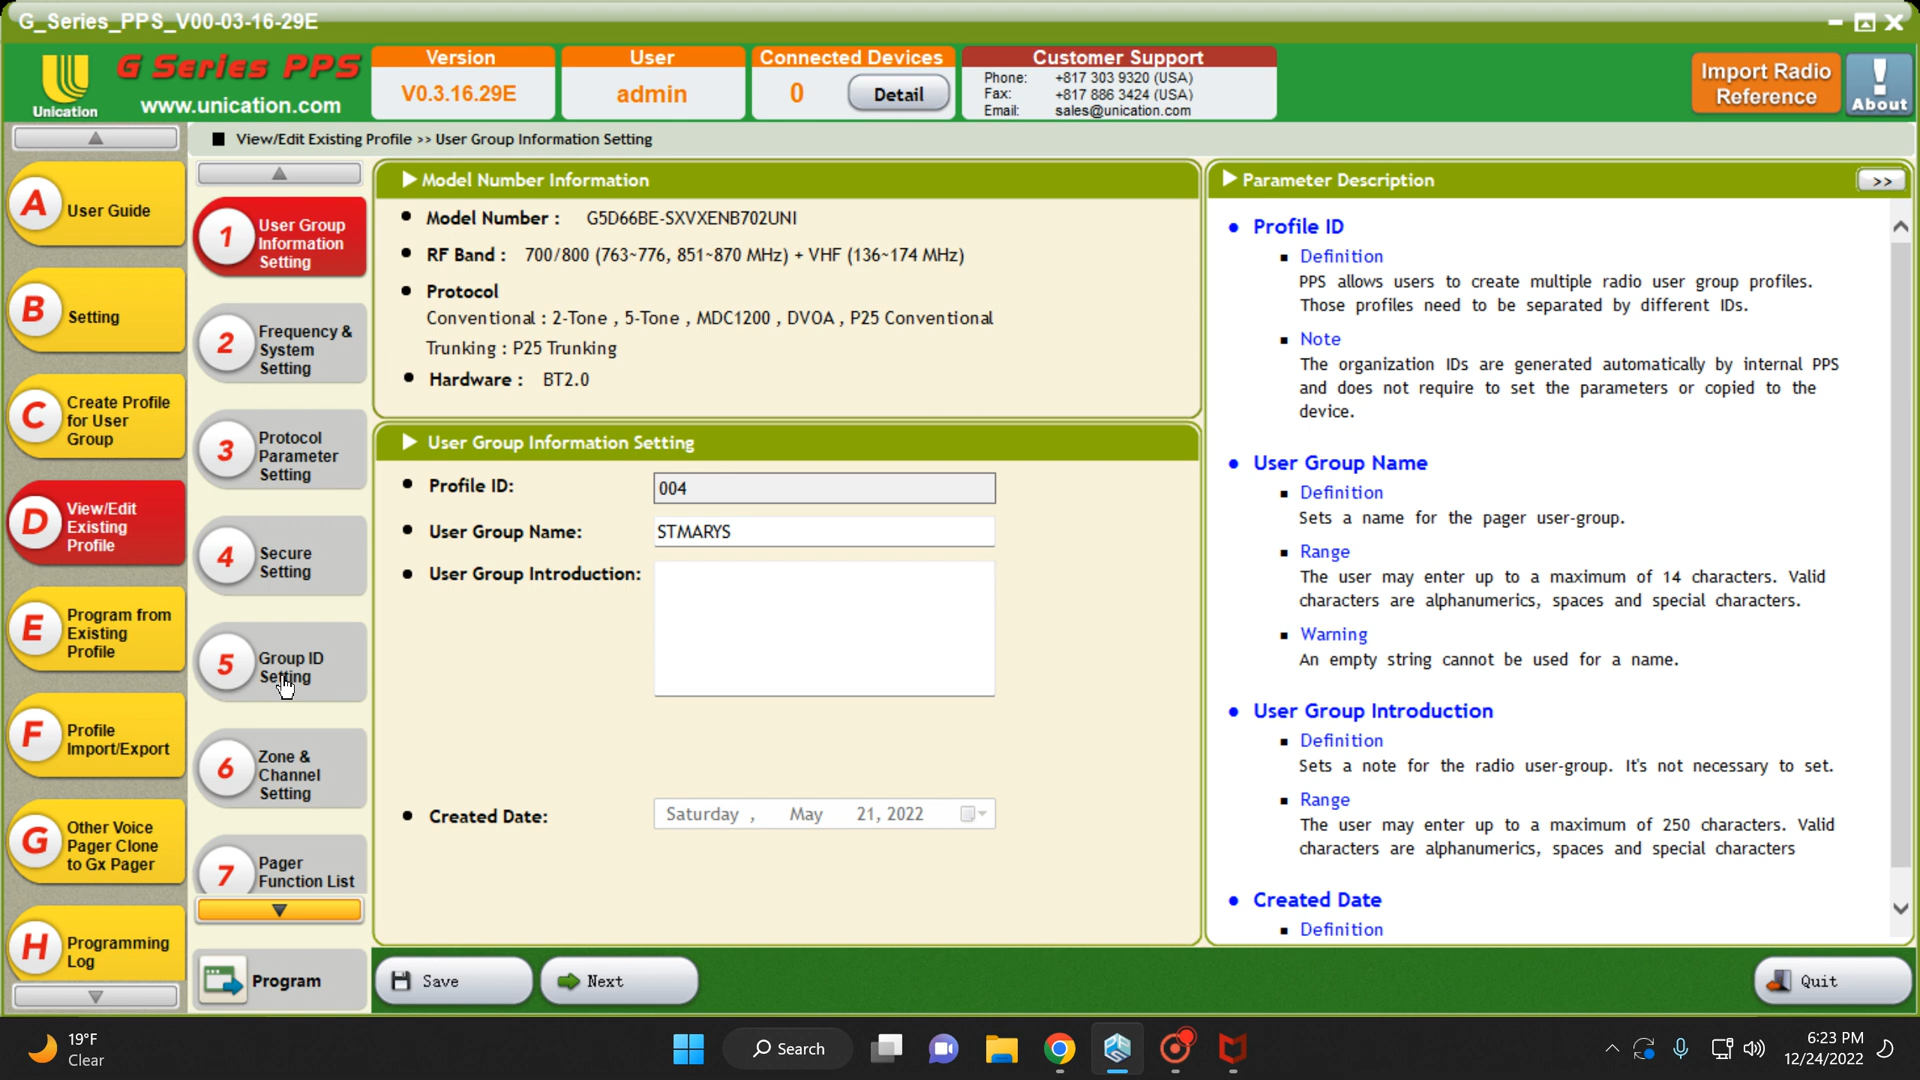 G_Series_PPS_V00-03-16-29E
Unication
G Series PPS
www.unication.com
Version
V0.3.16.29E
User
admin
Connected Devices
0
Detail
Customer Support
Phone: +817 303 9320 (USA)
Fax: +817 886 3424 (USA)
Email: sales@unication.com
Import Radio
Reference
!
About
View/Edit Existing Profile >> User Group Information Setting
A
User Guide
B
Setting
C
Create Profile
for User
Group
D
View/Edit
Existing
Profile
E
Program from
Existing
Profile
F
Profile
Import/Export
G
Other Voice
Pager Clone
to Gx Pager
H
Programming
Log
1
User Group
Information
Setting
2
Frequency &
System
Setting
3
Protocol
Parameter
Setting
4
Secure
Setting
5
Group ID
Setting
6
Zone &
Channel
Setting
7
Pager
Function List
Program
Model Number Information
Model Number : G5D66BE-SXVXENB702UNI
RF Band : 700/800 (763~776, 851~870 MHz) + VHF (136~174 MHz)
Protocol
Conventional : 2-Tone , 5-Tone , MDC1200 , DVOA , P25 Conventional
Trunking : P25 Trunking
Hardware : BT2.0
User Group Information Setting
Profile ID: 004
User Group Name: STMARYS
User Group Introduction:
Created Date: Saturday , May 21, 2022
Save
Next
Parameter Description
>>
Profile ID
Definition
PPS allows users to create multiple radio user group profiles.
Those profiles need to be separated by different IDs.
Note
The organization IDs are generated automatically by internal PPS
and does not require to set the parameters or copied to the
device.
User Group Name
Definition
Sets a name for the pager user-group.
Range
The user may enter up to a maximum of 14 characters. Valid
characters are alphanumerics, spaces and special characters.
Warning
An empty string cannot be used for a name.
User Group Introduction
Definition
Sets a note for the radio user-group. It's not necessary to set.
Range
The user may enter up to a maximum of 250 characters. Valid
characters are alphanumerics, spaces and special characters
Created Date
Definition
Quit
19°F
Clear
Search
6:23 PM
12/24/2022